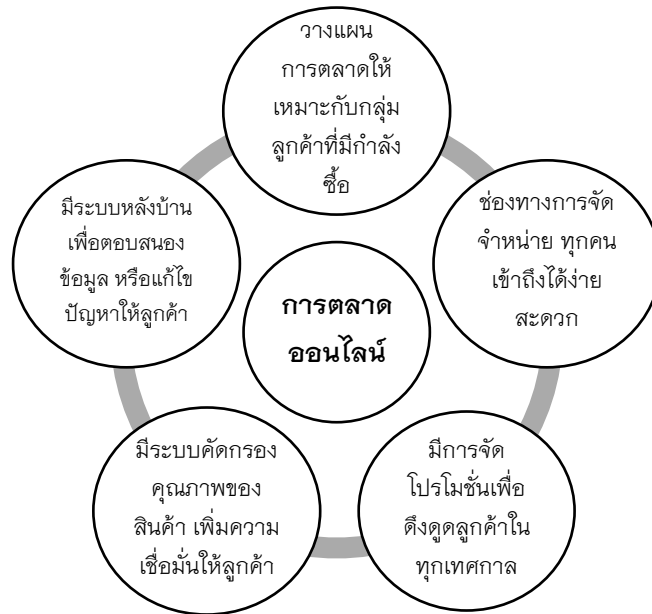 วางแผน
การตลาดให้
เหมาะกับกลุ่ม
ลูกค้าที่มีกำลัง
ซื้อ
ช่องทางการจัด
จำหน่าย ทุกคน
เข้าถึงได้ง่าย
สะดวก
มีการจัด
โปรโมชั่นเพื่อ
ดึงดูดลูกค้าใน
ทุกเทศกาล
มีระบบคัดกรอง
คุณภาพของ
สินค้า เพิ่มความ
เชื่อมั่นให้ลูกค้า
มีระบบหลังบ้าน
เพื่อตอบสนอง
ข้อมูล หรือแก้ไข
ปัญหาให้ลูกค้า
การตลาด
ออนไลน์